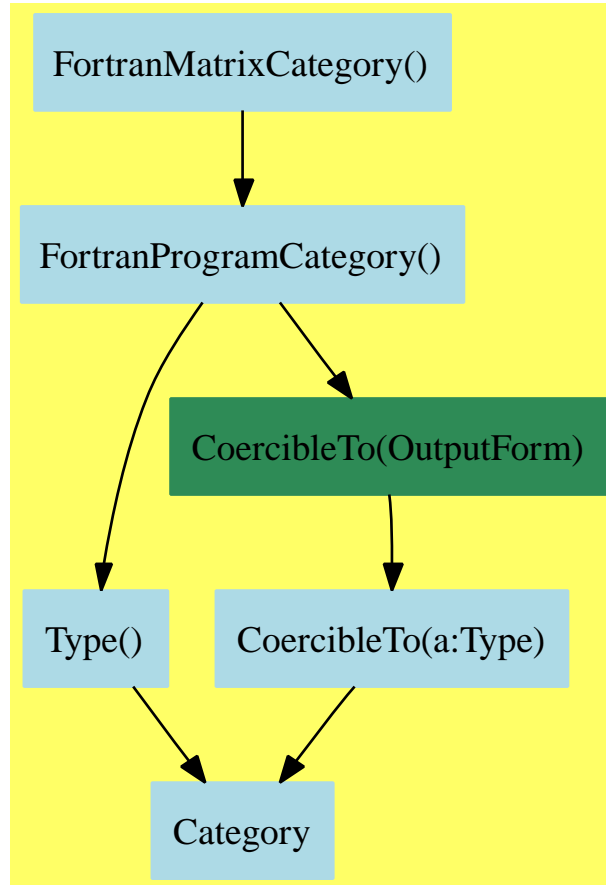 FortranMatrixCategory()
FortranProgramCategory()
CoercibleTo(OutputForm)
Type()
CoercibleTo(a:Type)
Category